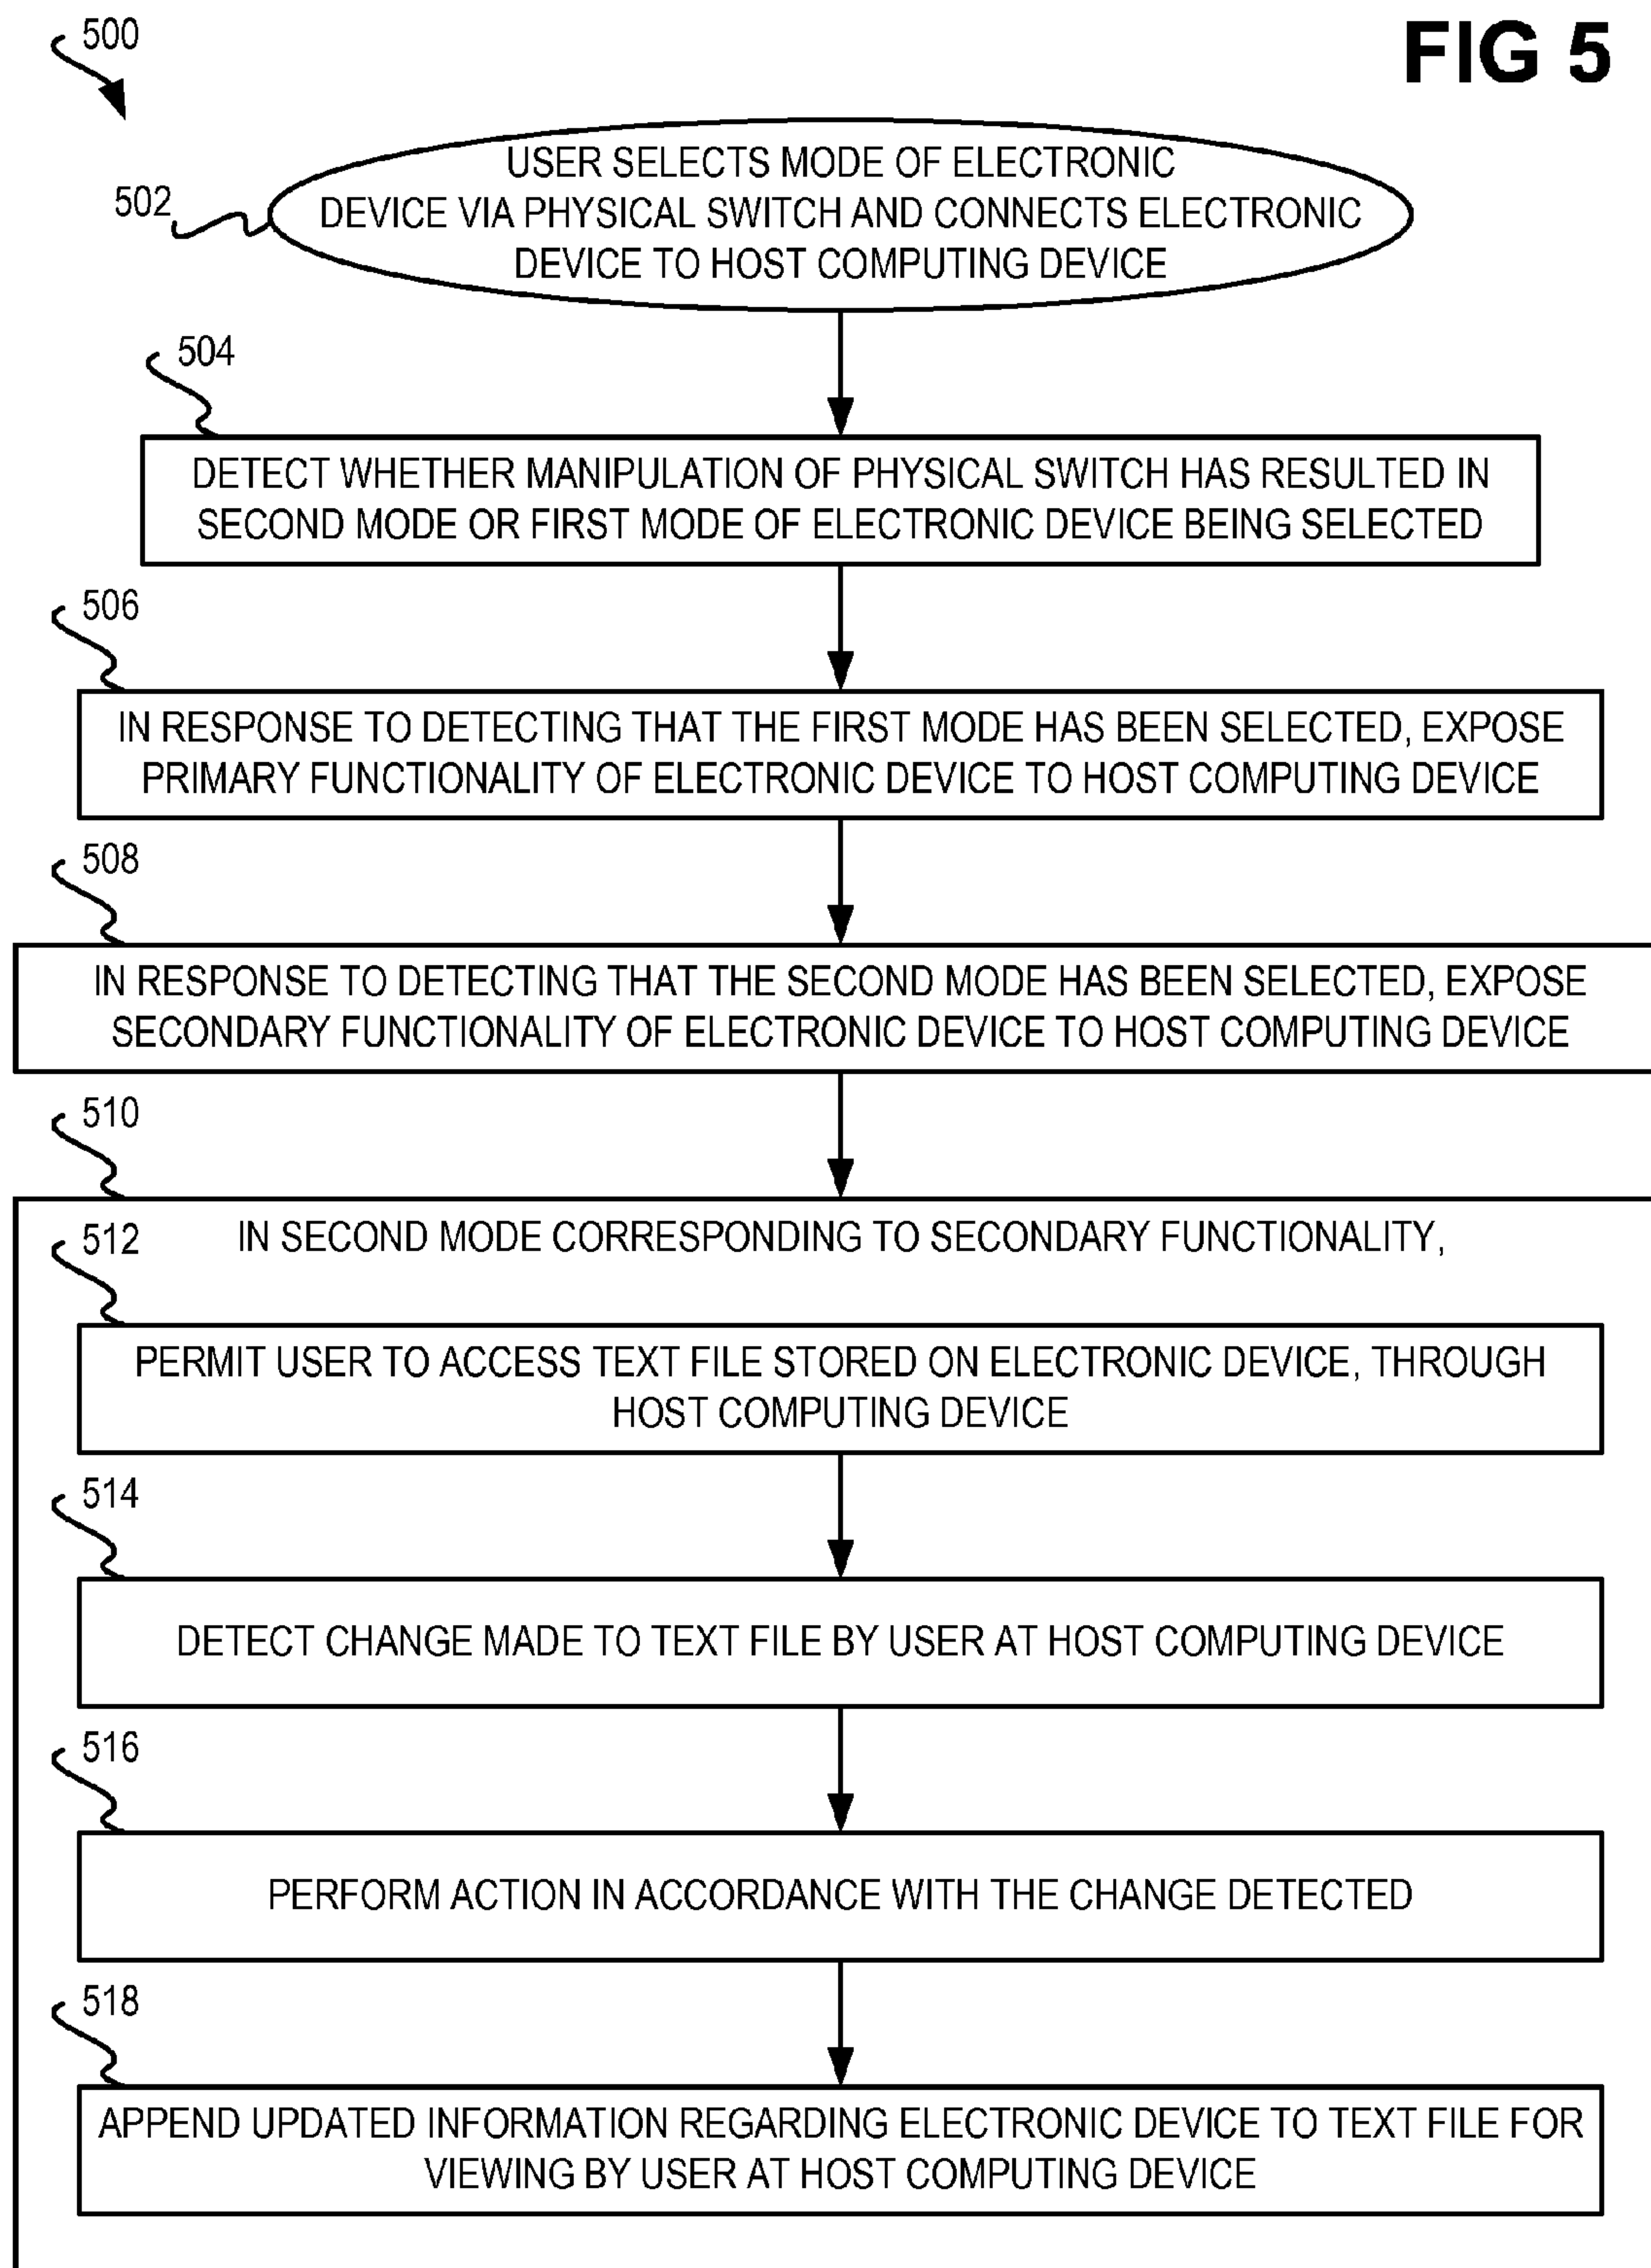 500
FIG 5
502
USER SELECTS MODE OF ELECTRONIC
DEVICE VIA PHYSICAL SWITCH AND CONNECTS ELECTRONIC
DEVICE TO HOST COMPUTING DEVICE
504
DETECT WHETHER MANIPULATION OF PHYSICAL SWITCH HAS RESULTED IN
SECOND MODE OR FIRST MODE OF ELECTRONIC DEVICE BEING SELECTED
506
IN RESPONSE TO DETECTING THAT THE FIRST MODE HAS BEEN SELECTED, EXPOSE
PRIMARY FUNCTIONALITY OF ELECTRONIC DEVICE TO HOST COMPUTING DEVICE
508
IN RESPONSE TO DETECTING THAT THE SECOND MODE HAS BEEN SELECTED, EXPOSE
SECONDARY FUNCTIONALITY OF ELECTRONIC DEVICE TO HOST COMPUTING DEVICE
510
IN SECOND MODE CORRESPONDING TO SECONDARY FUNCTIONALITY,
512
PERMIT USER TO ACCESS TEXT FILE STORED ON ELECTRONIC DEVICE, THROUGH
HOST COMPUTING DEVICE
514
DETECT CHANGE MADE TO TEXT FILE BY USER AT HOST COMPUTING DEVICE
516
PERFORM ACTION IN ACCORDANCE WITH THE CHANGE DETECTED
518
APPEND UPDATED INFORMATION REGARDING ELECTRONIC DEVICE TO TEXT FILE FOR
VIEWING BY USER AT HOST COMPUTING DEVICE